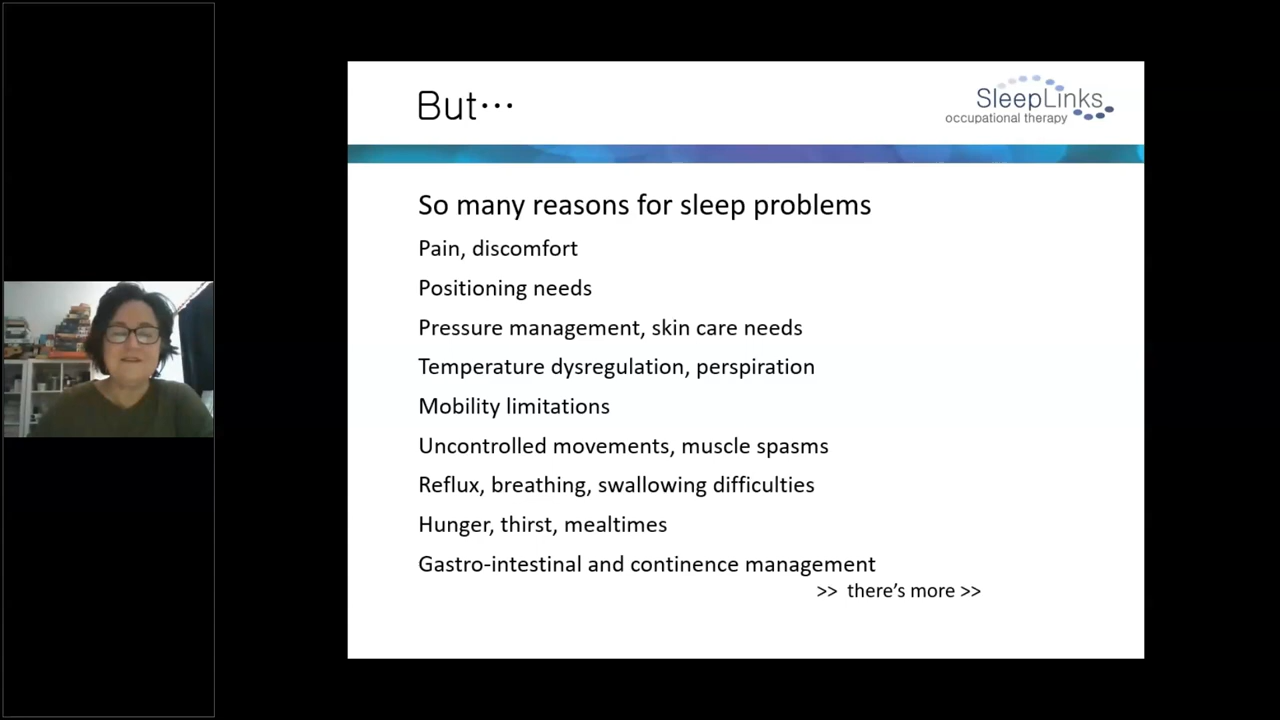 But...
SleepLinks
occupational therapy
So many reasons for sleep problems
Pain, discomfort
Positioning needs
Pressure management, skin care needs
Temperature dysregulation, perspiration
Mobility limitations
Uncontrolled movements, muscle spasms
Reflux, breathing, swallowing difficulties
Hunger, thirst, mealtimes
Gastro-intestinal and continence management
>> there’s more >>